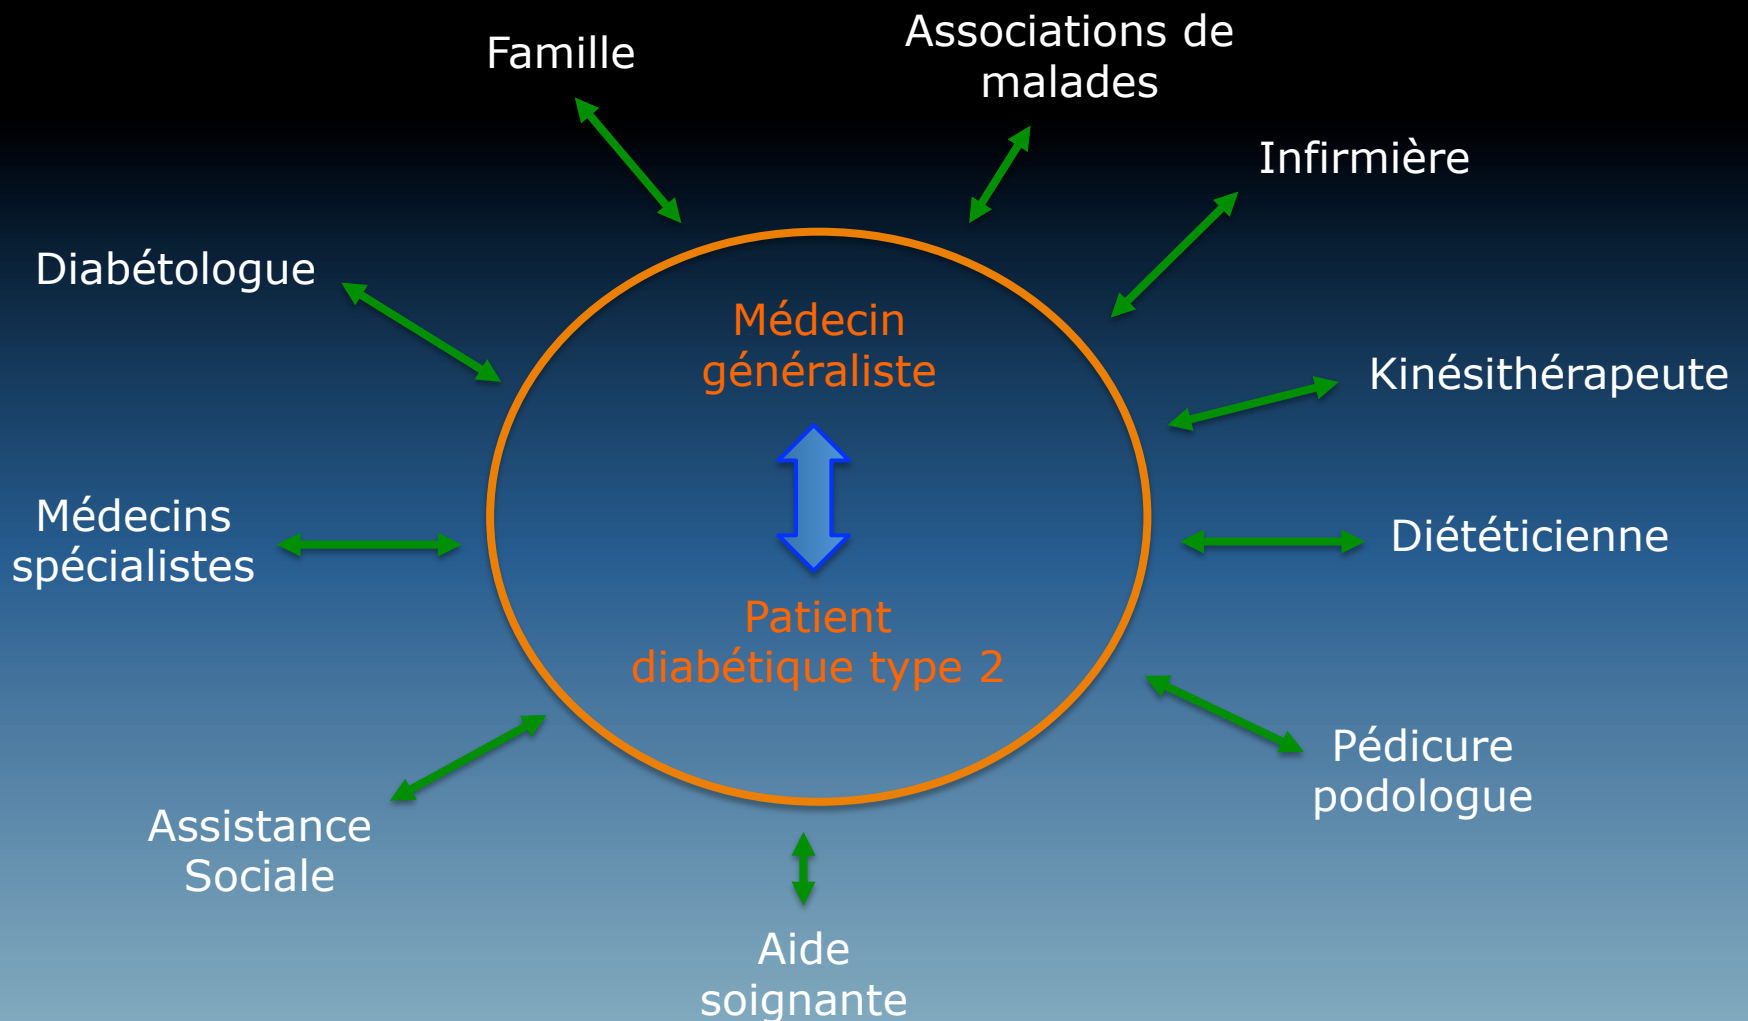 Famille
Associations de
malades
Infirmière
Diabétologue
Médecin
généraliste
Kinésithérapeute
Médecins
spécialistes
Diététicienne
Patient
diabétique type 2
Pédicure
podologue
Assistance
Sociale
Aide
soignante